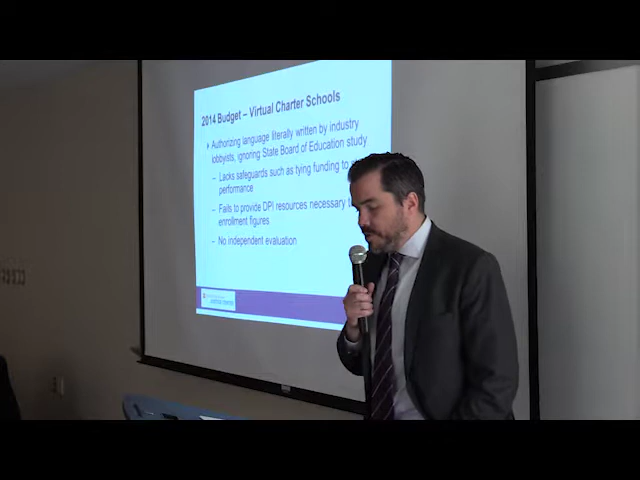 2014 Budget – Virtual Charter Schools
Authorizing language literally written by industry
lobbyists, ignoring State Board of Education study
– Lacks safeguards such as tying funding to
performance
– Fails to provide DPI resources necessary
enrollment figures
– No independent evaluation